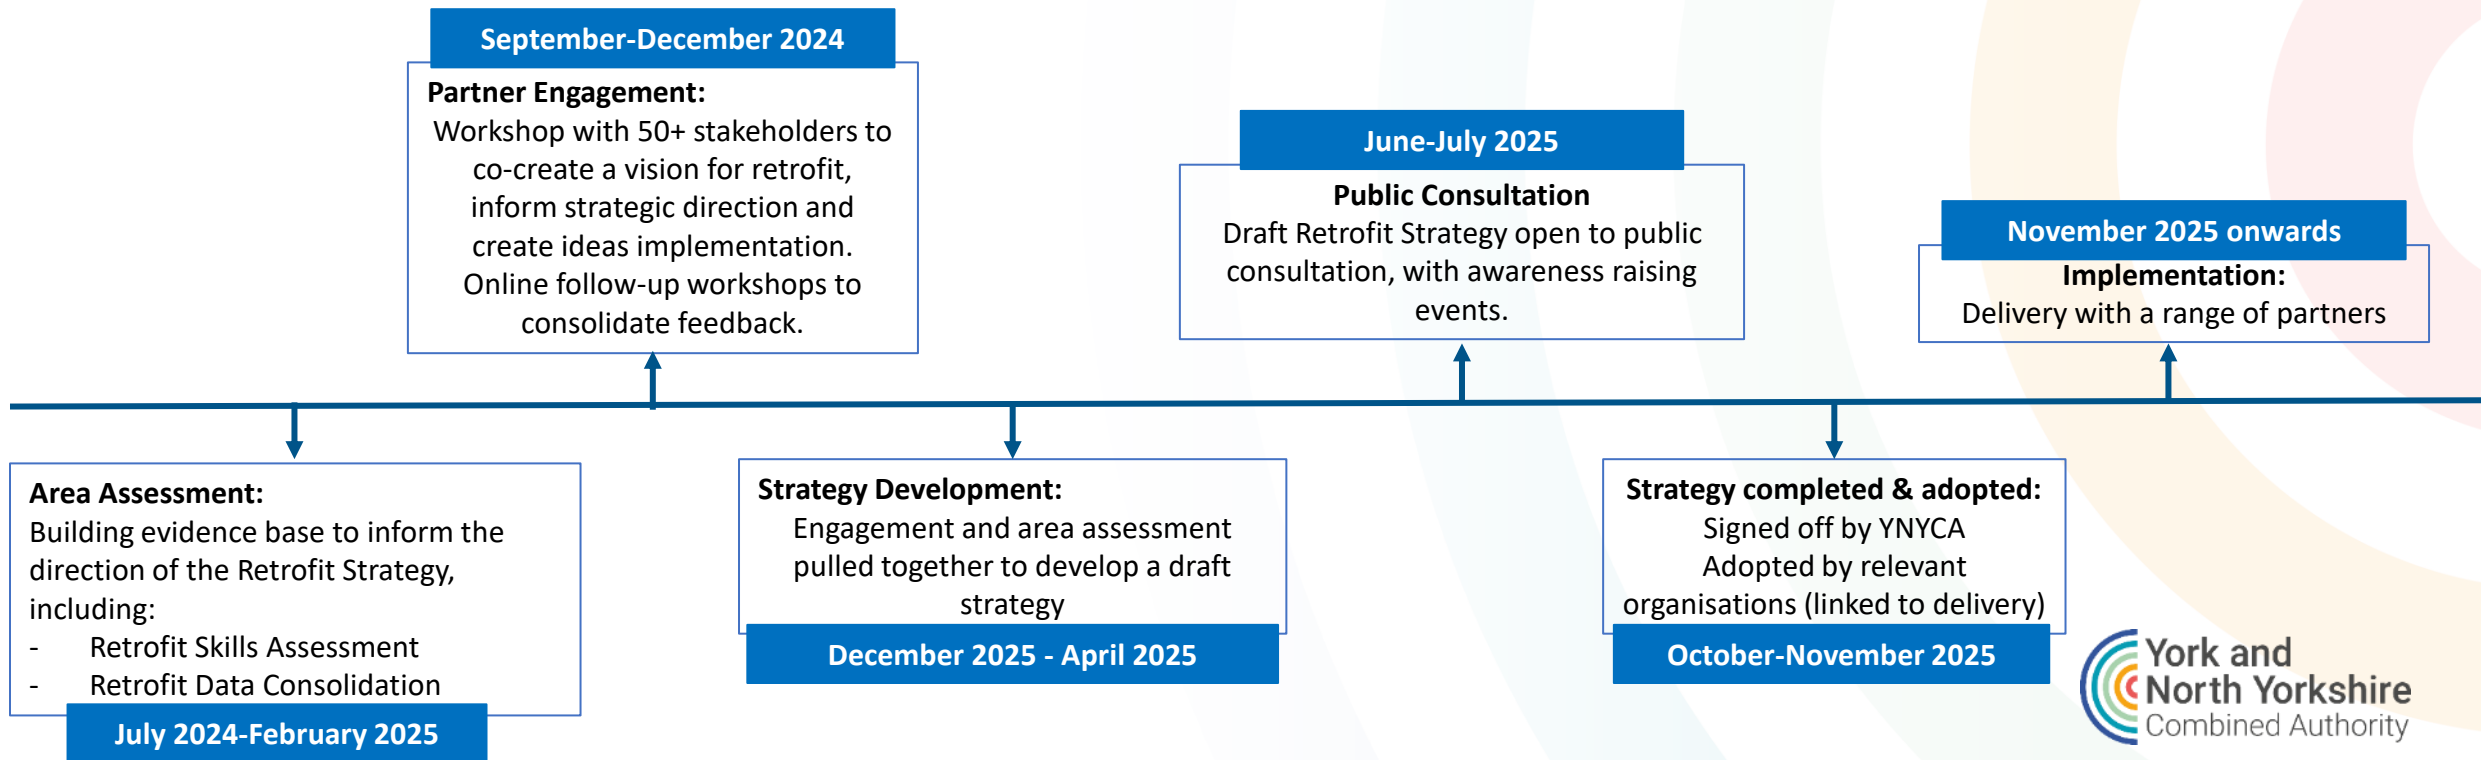 September-December 2024
Partner Engagement:
Workshop with 50+ stakeholders to
co-create a vision for retrofit,
inform strategic direction and
create ideas implementation.
Online follow-up workshops to
consolidate feedback.
June-July 2025
Public Consultation
Draft Retrofit Strategy open to public
consultation, with awareness raising
events.
November 2025 onwards
Implementation:
Delivery with a range of partners
Area Assessment:
Building evidence base to inform the
direction of the Retrofit Strategy,
including:
- Retrofit Skills Assessment
- Retrofit Data Consolidation
July 2024-February 2025
Strategy Development:
Engagement and area assessment
pulled together to develop a draft
strategy
December 2025 - April 2025
Strategy completed & adopted:
Signed off by YNYCA
Adopted by relevant
organisations (linked to delivery)
October-November 2025
York and
North Yorkshire
Combined Authority